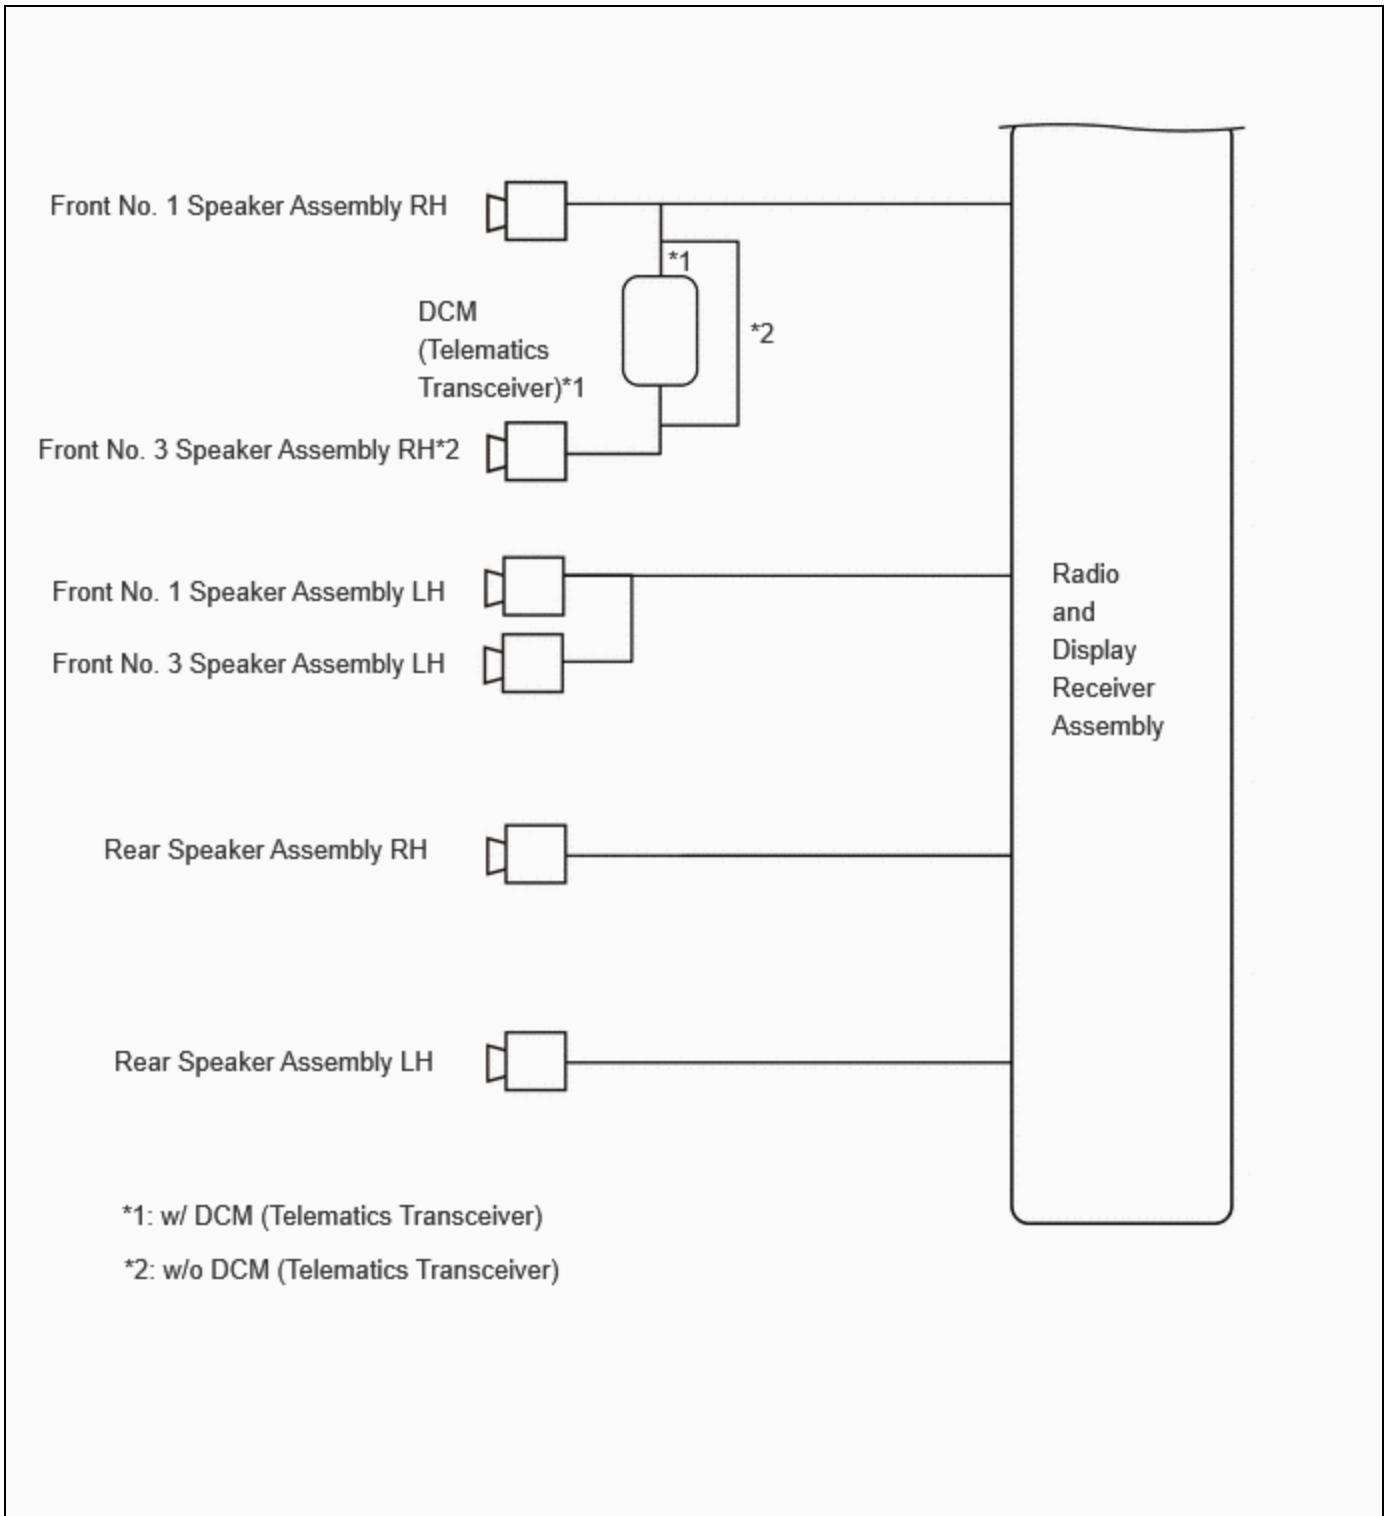 Front No. 1 Speaker Assembly RH
*1
DCM
(Telematics
Transceiver)*1
*2
Front No. 3 Speaker Assembly RH*2
Front No. 1 Speaker Assembly LH
Front No. 3 Speaker Assembly LH
Radio
and
Display
Receiver
Assembly
Rear Speaker Assembly RH
Rear Speaker Assembly LH
*1: w/ DCM (Telematics Transceiver)
*2: w/o DCM (Telematics Transceiver)